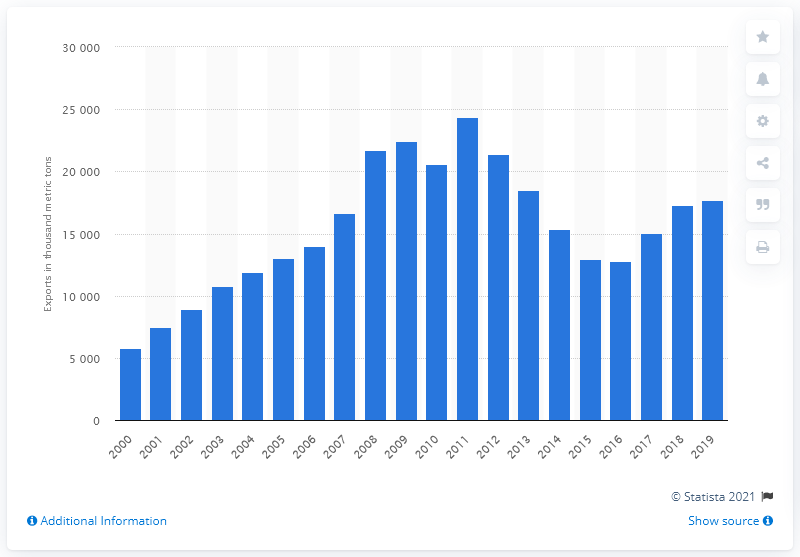 30 000
25 000
20 000
15 000
10 000
5 000
0
Exports in thousand metric tons
2000 2001 2002 2003 2004 2005 2006 2007 2008 2009 2010 2011 2012 2013 2014 2015 2016 2017 2018 2019
© Statista 2021
Additional Information
Show source